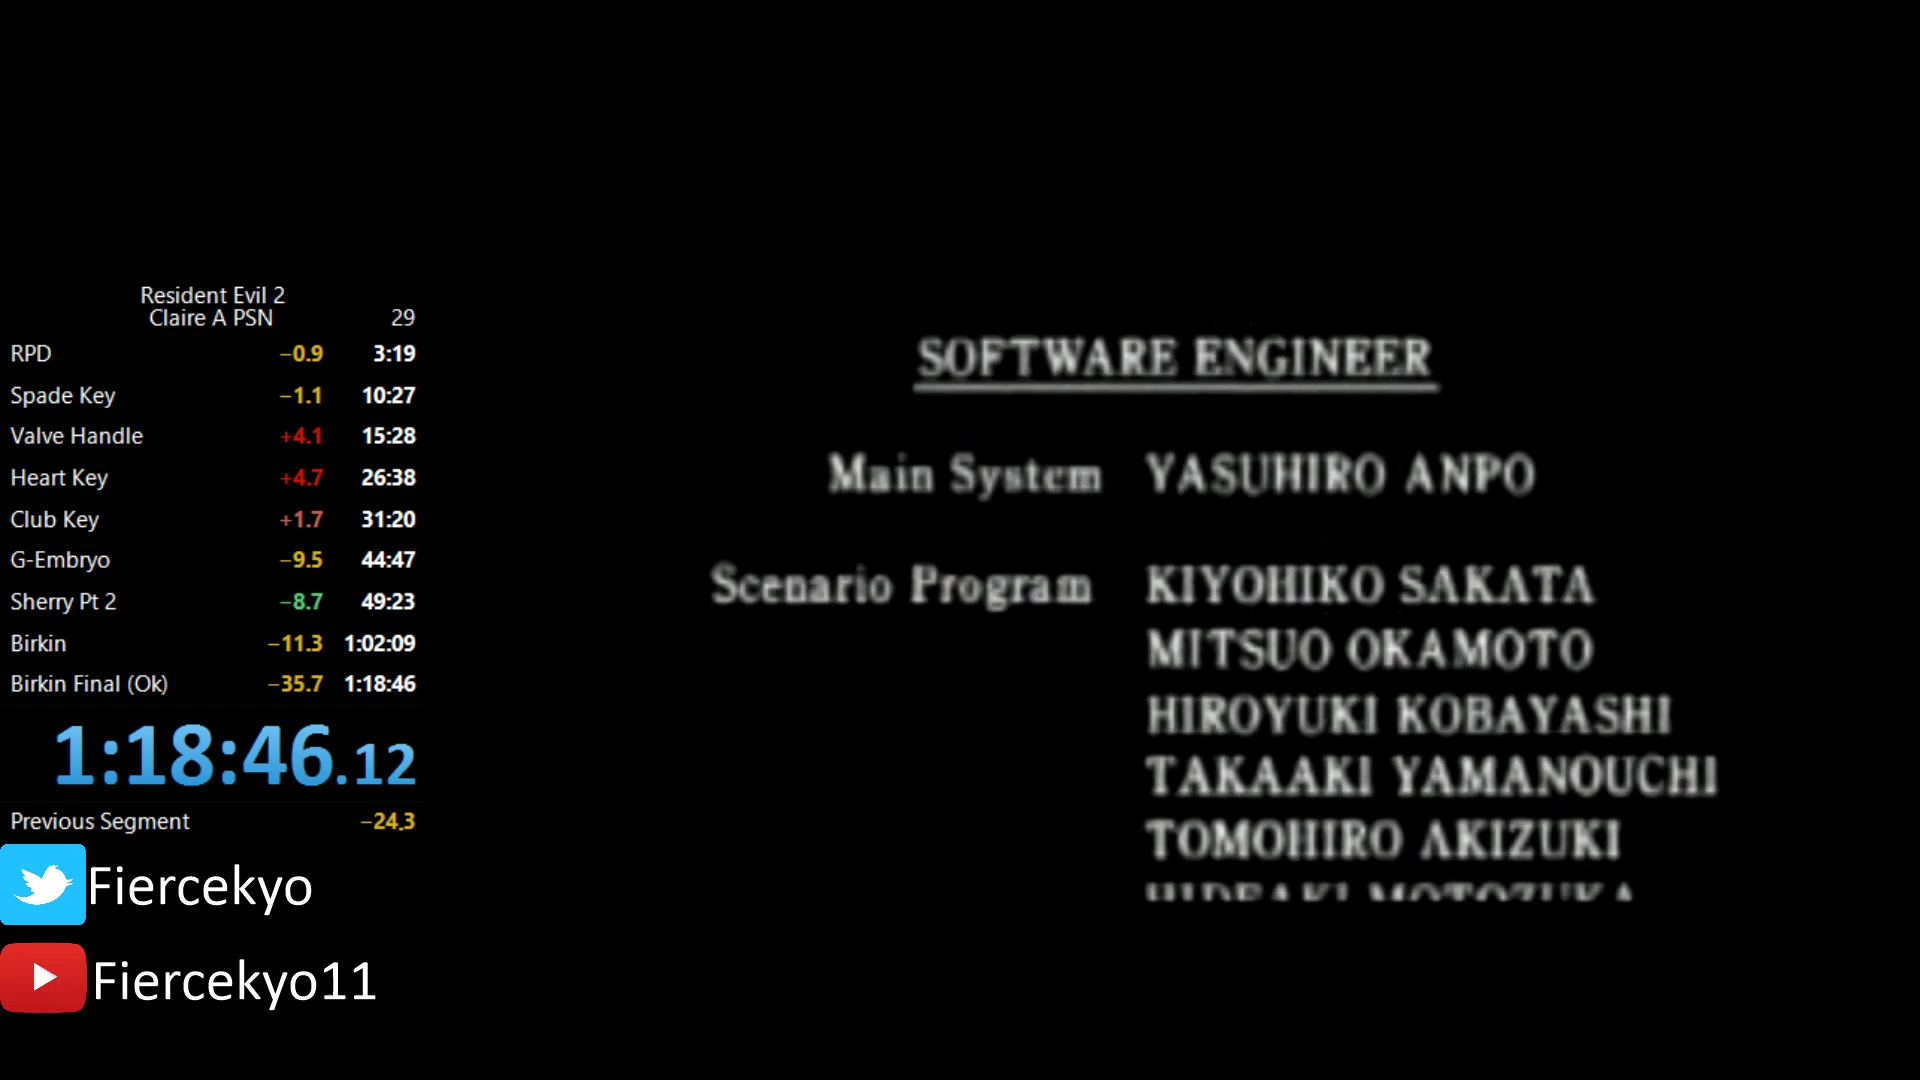 Resident Evil 2
Claire A PSN 29
RPD −0.9 3:19
Spade Key −1.1 10:27
Valve Handle +4.1 15:28
Heart Key +4.7 26:38
Club Key +1.7 31:20
G-Embryo −9.5 44:47
Sherry Pt 2 −8.7 49:23
Birkin −11.3 1:02:09
Birkin Final (Ok) −35.7 1:18:46
1:18:46.12
Previous Segment −24.3
Fiercekyo
Fiercekyo11
SOFTWARE ENGINEER
Main System YASUHIRO ANPO
Scenario Program KIYOHIKO SAKATA
MITSUO OKAMOTO
HIROYUKI KOBAYASHI
TAKAAKI YAMANOUCHI
TOMOHIRO AKIZUKI
HIDEAKI MOTOZUKA